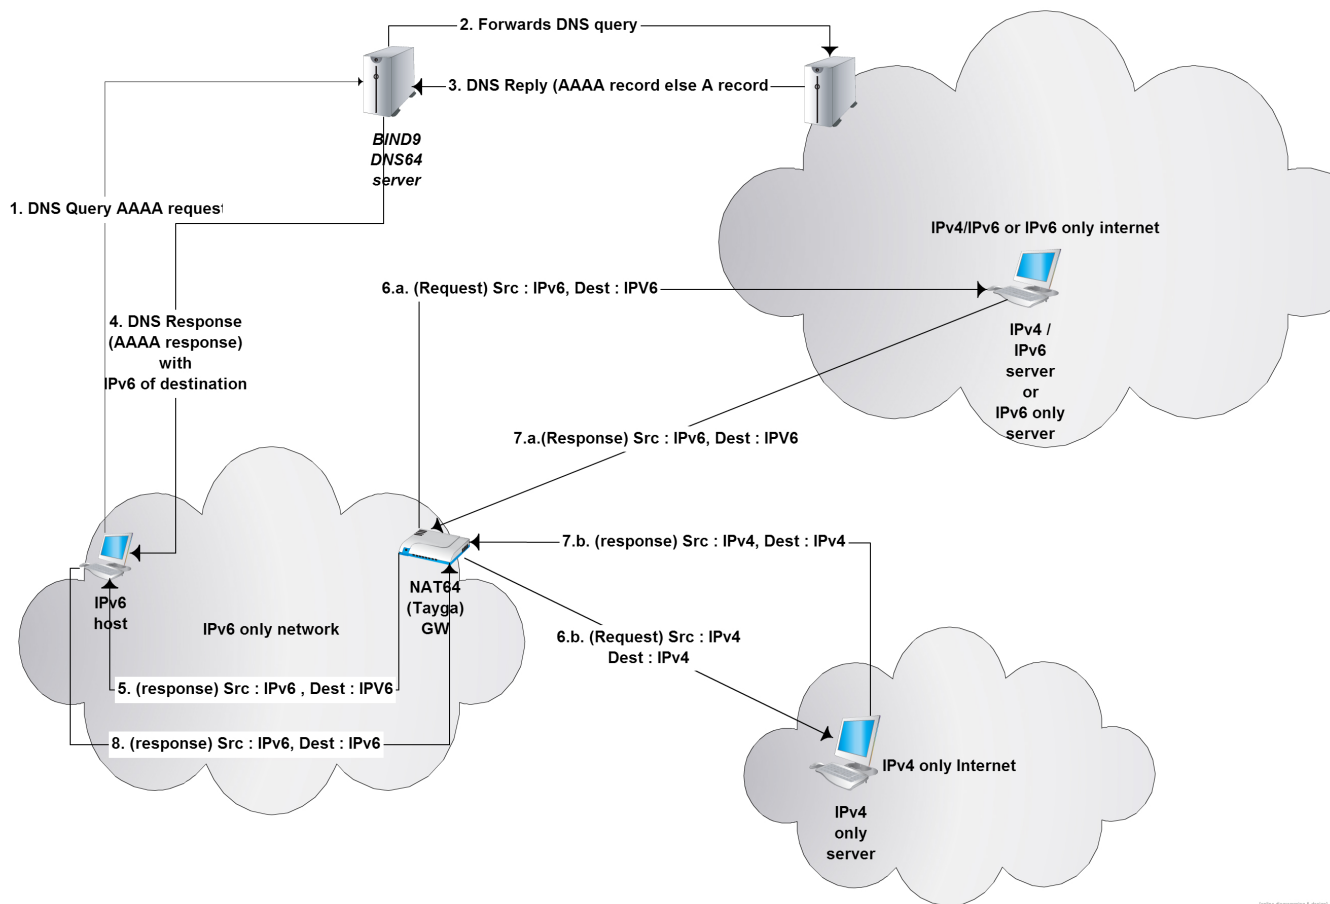 2. Forwards DNS query
3. DNS Reply (AAAA record else A record
BIND9
DNS64
server
1. DNS Query AAAA request
IPv4/IPv6 or IPv6 only internet
6.a. (Request) Src : IPv6, Dest : IPV6
4. DNS Response
(AAAA response)
with
IPv6 of destination
IPv4 /
IPv6
server
or
IPv6 only
server
7.a.(Response) Src : IPv6, Dest : IPV6
7.b. (response) Src : IPv4, Dest : IPv4
NAT64
(Tayga)
GW
IPv6
host
IPv6 only network
6.b. (Request) Src : IPv4
Dest : IPv4
5. (response) Src : IPv6 , Dest : IPV6
8. (response) Src : IPv6, Dest : IPv6
IPv4 only Internet
IPv4
only
server